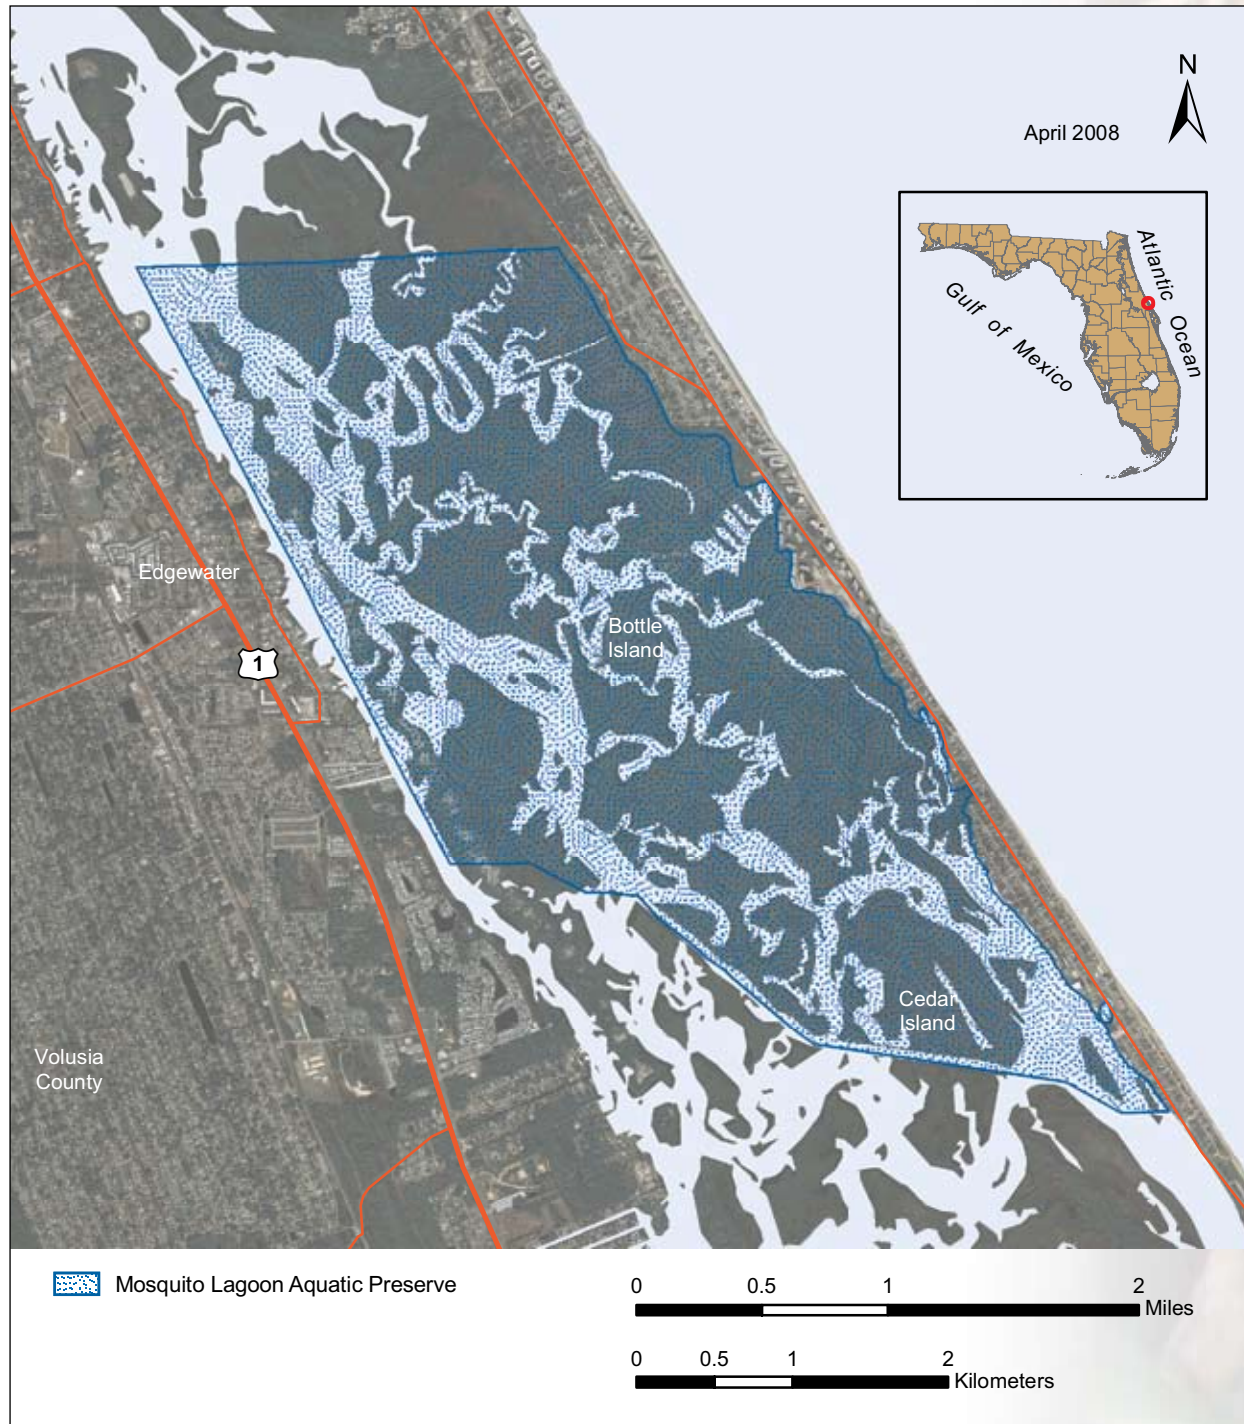 N
April 2008
Atlantic Ocean
Gulf of Mexico
Edgewater
1
Bottle
Island
Cedar
Island
Volusia
County
Mosquito Lagoon Aquatic Preserve
0 0.5 1 2
Miles
0 0.5 1 2
Kilometers